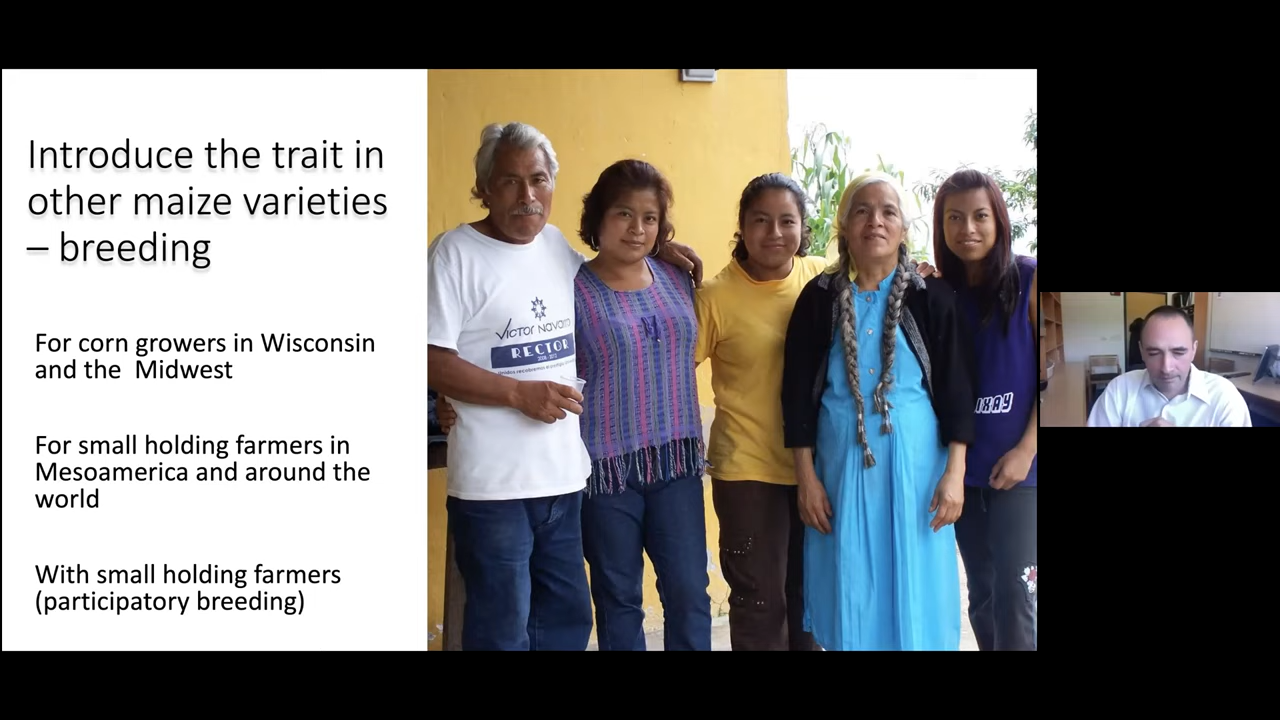 Introduce the trait in
other maize varieties
– breeding
For corn growers in Wisconsin
and the  Midwest
For small holding farmers in
Mesoamerica and around the
world
With small holding farmers
(participatory breeding)
VICTOR NAVARRO
RECTOR